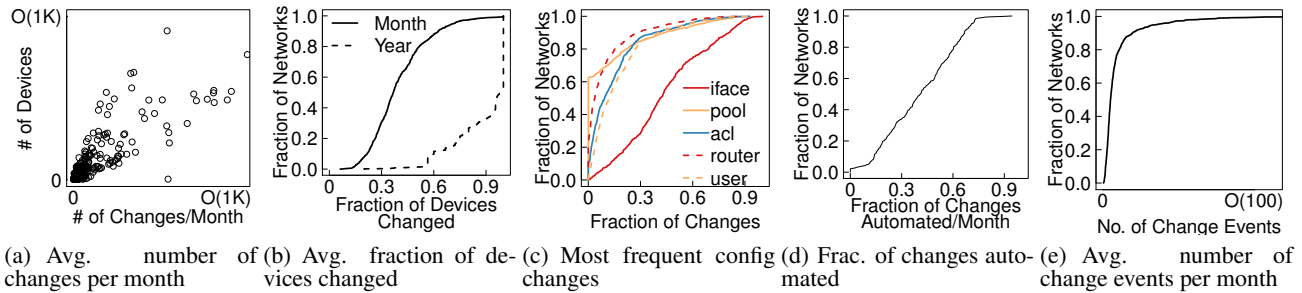 O(1K)
# of Devices
0
0
O(1K)
# of Changes/Month
Fraction of Networks
1.0
0.8
0.6
0.4
0.2
0.0
Month
Year
0 0.3 0.6 0.9
Fraction of Devices
Changed
Fraction of Networks
1.0
0.8
0.6
0.4
0.2
0.0
iface
pool
acl
router
user
0 0.3 0.6 0.9
Fraction of Changes
Fraction of Networks
1.0
0.8
0.6
0.4
0.2
0.0
0 0.3 0.6 0.9
Fraction of Changes
Automated/Month
Fraction of Networks
1.0
0.8
0.6
0.4
0.2
0.0
0
O(100)
No. of Change Events
(a) Avg. number of
changes per month
(b) Avg. fraction of de-
vices changed
(c) Most frequent config
changes
(d) Frac. of changes auto-
mated
(e) Avg. number of
change events per month